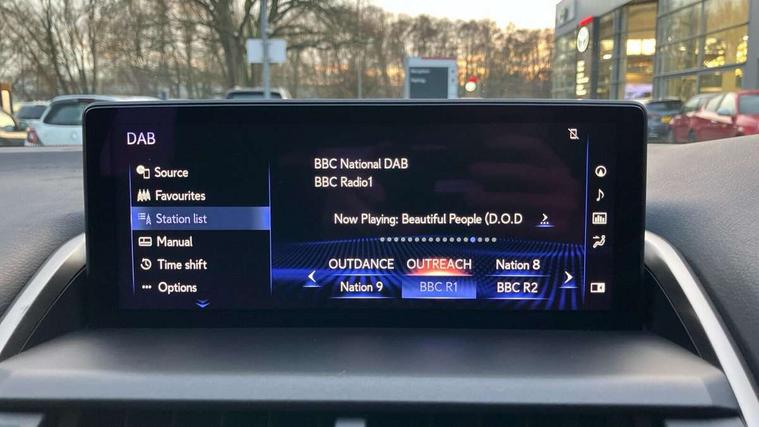 DAB
Source
Favourites
Station list
Manual
Time shift
Options
BBC National DAB
BBC Radio1
Now Playing: Beautiful People (D.O.D
OUTDANCE OUTREACH Nation 8
Nation 9 BBC R1 BBC R2